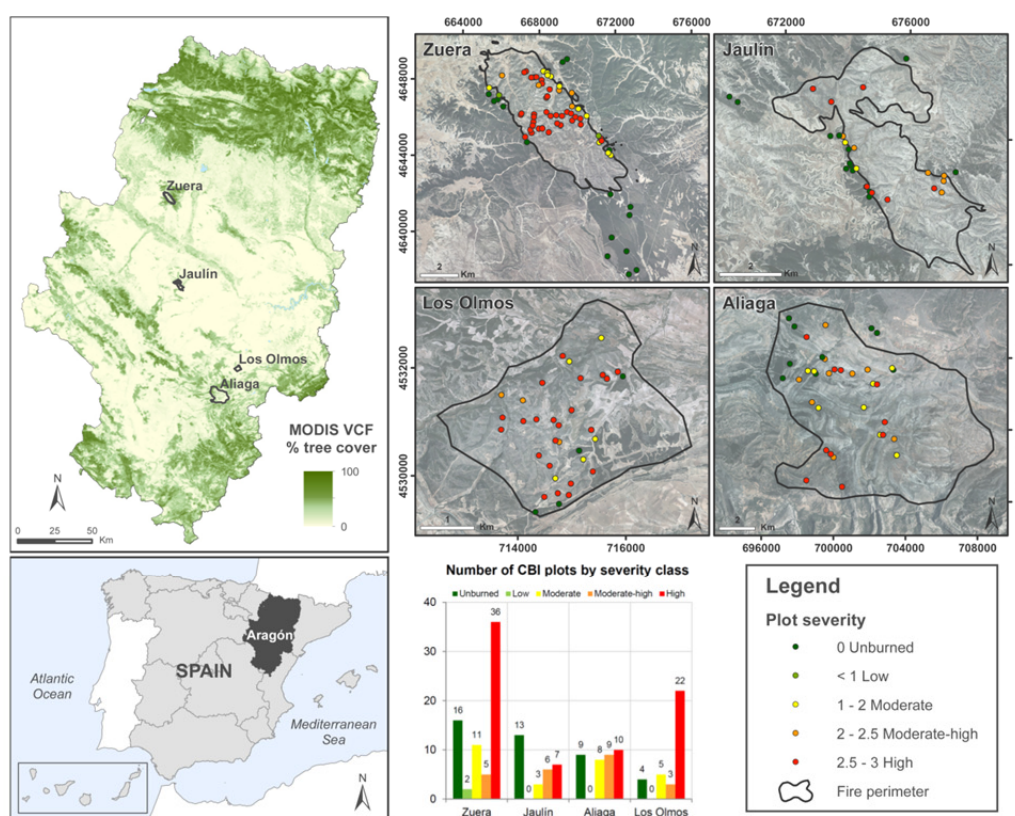 Zuera
Jaulín
Los Olmos
Aliaga
MODIS VCF
% tree cover
100
0
N
0 25 50
Km
664000 668000 672000 676000
Zuera
4648000
4644000
4640000
2
Km
N
672000 676000
Jaulín
2
Km
N
Los Olmos
4532000
4530000
1
Km
N
714000 716000
Aliaga
2
Km
N
696000 700000 704000 708000
Atlantic
Ocean
SPAIN
Aragón
Mediterranean
Sea
N
Number of CBI plots by severity class
Unburned Low Moderate Moderate-high High
40
30
20
10
0
16 2 11 5 36
13 0 3 6 7
9 0 8 9 10
4 0 5 3 22
Zuera Jaulín Aliaga Los Olmos
Legend
Plot severity
0 Unburned
< 1 Low
1 - 2 Moderate
2 - 2.5 Moderate-high
2.5 - 3 High
Fire perimeter